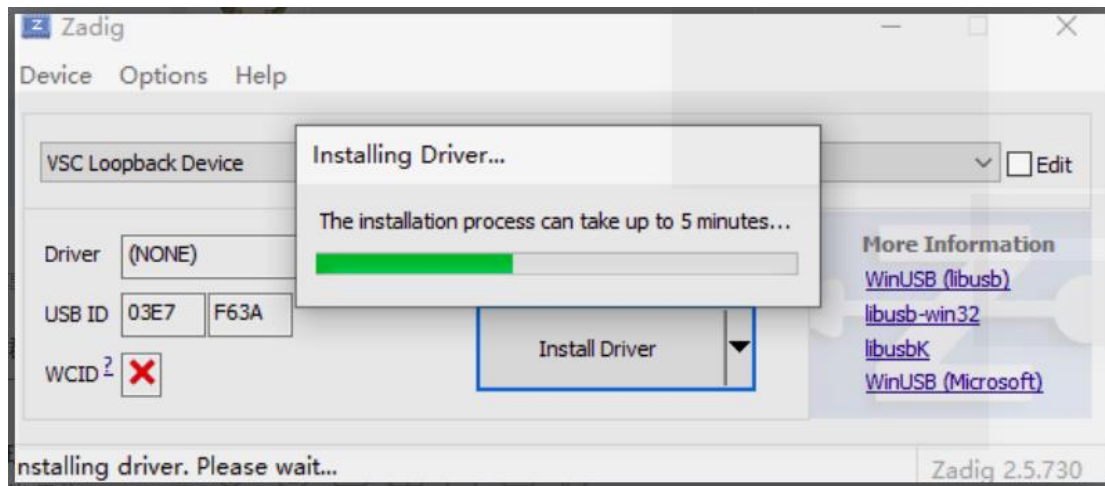 Zadig
Device Options Help
VSC Loopback Device
Edit
Installing Driver...
The installation process can take up to 5 minutes...
Driver (NONE)
USB ID 03E7 F63A
WCID ?
Install Driver
More Information
WinUSB (libusb)
libusb-win32
libusbK
WinUSB (Microsoft)
nstalling driver. Please wait...
Zadig 2.5.730